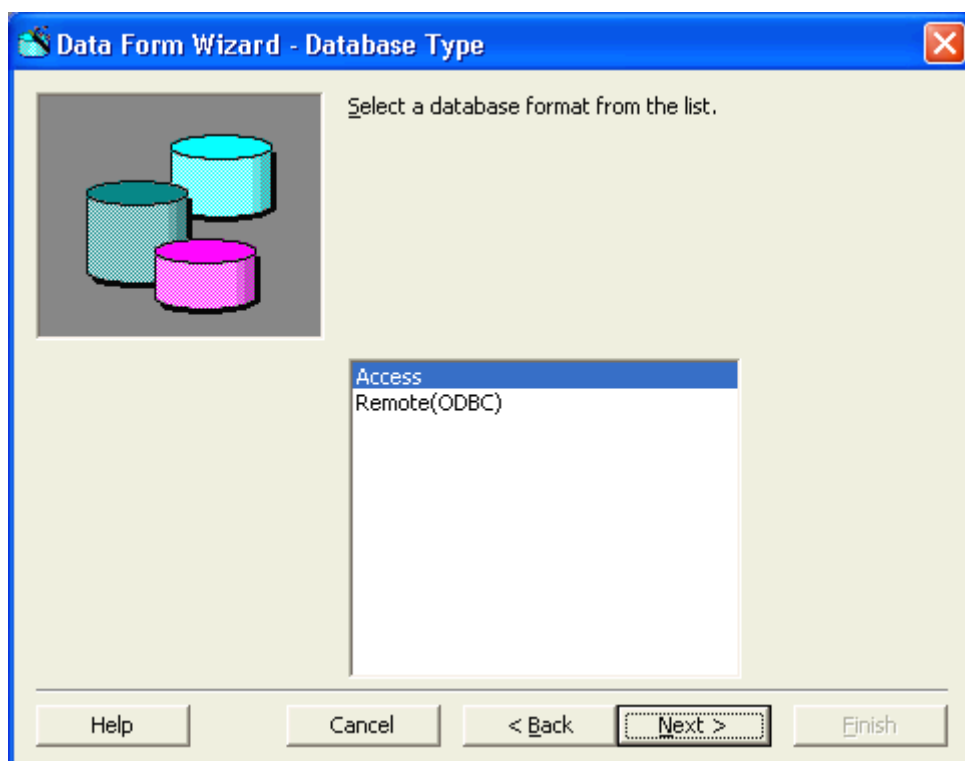 Data Form Wizard - Database Type
Select a database format from the list.
Access
Remote(ODBC)
Help
Cancel
< Back
Next >
Finish